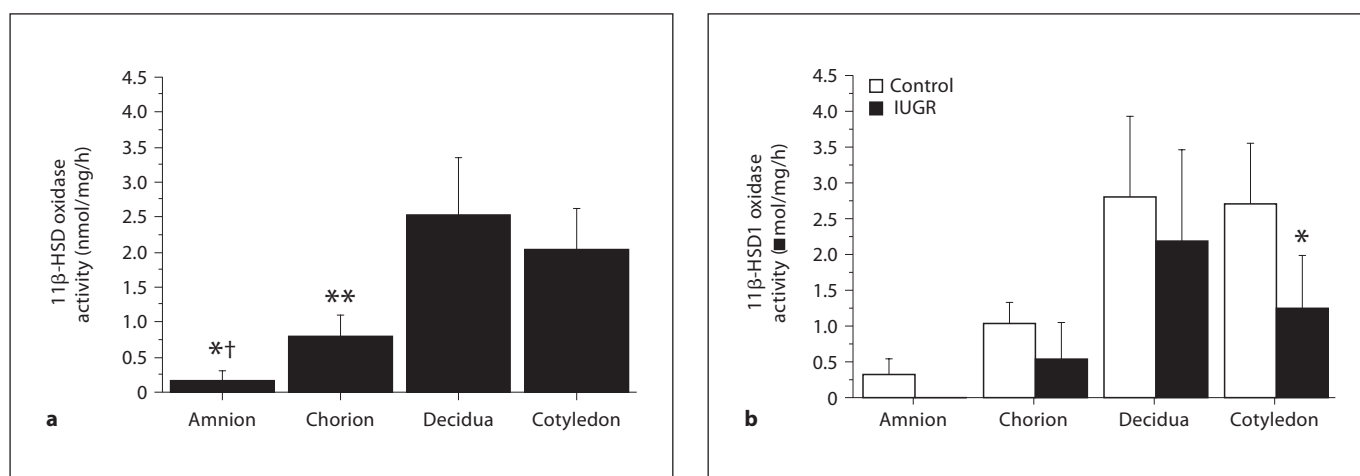 11β-HSD oxidase
activity (nmol/mg/h)
4.5
4.0
3.5
3.0
2.5
2.0
1.5
1.0
0.5
0
*†
**
Amnion Chorion Decidua Cotyledon
a
11β-HSD1 oxidase
activity (■mol/mg/h)
4.5
4.0
3.5
3.0
2.5
2.0
1.5
1.0
0.5
0
Control
IUGR
*
Amnion Chorion Decidua Cotyledon
b